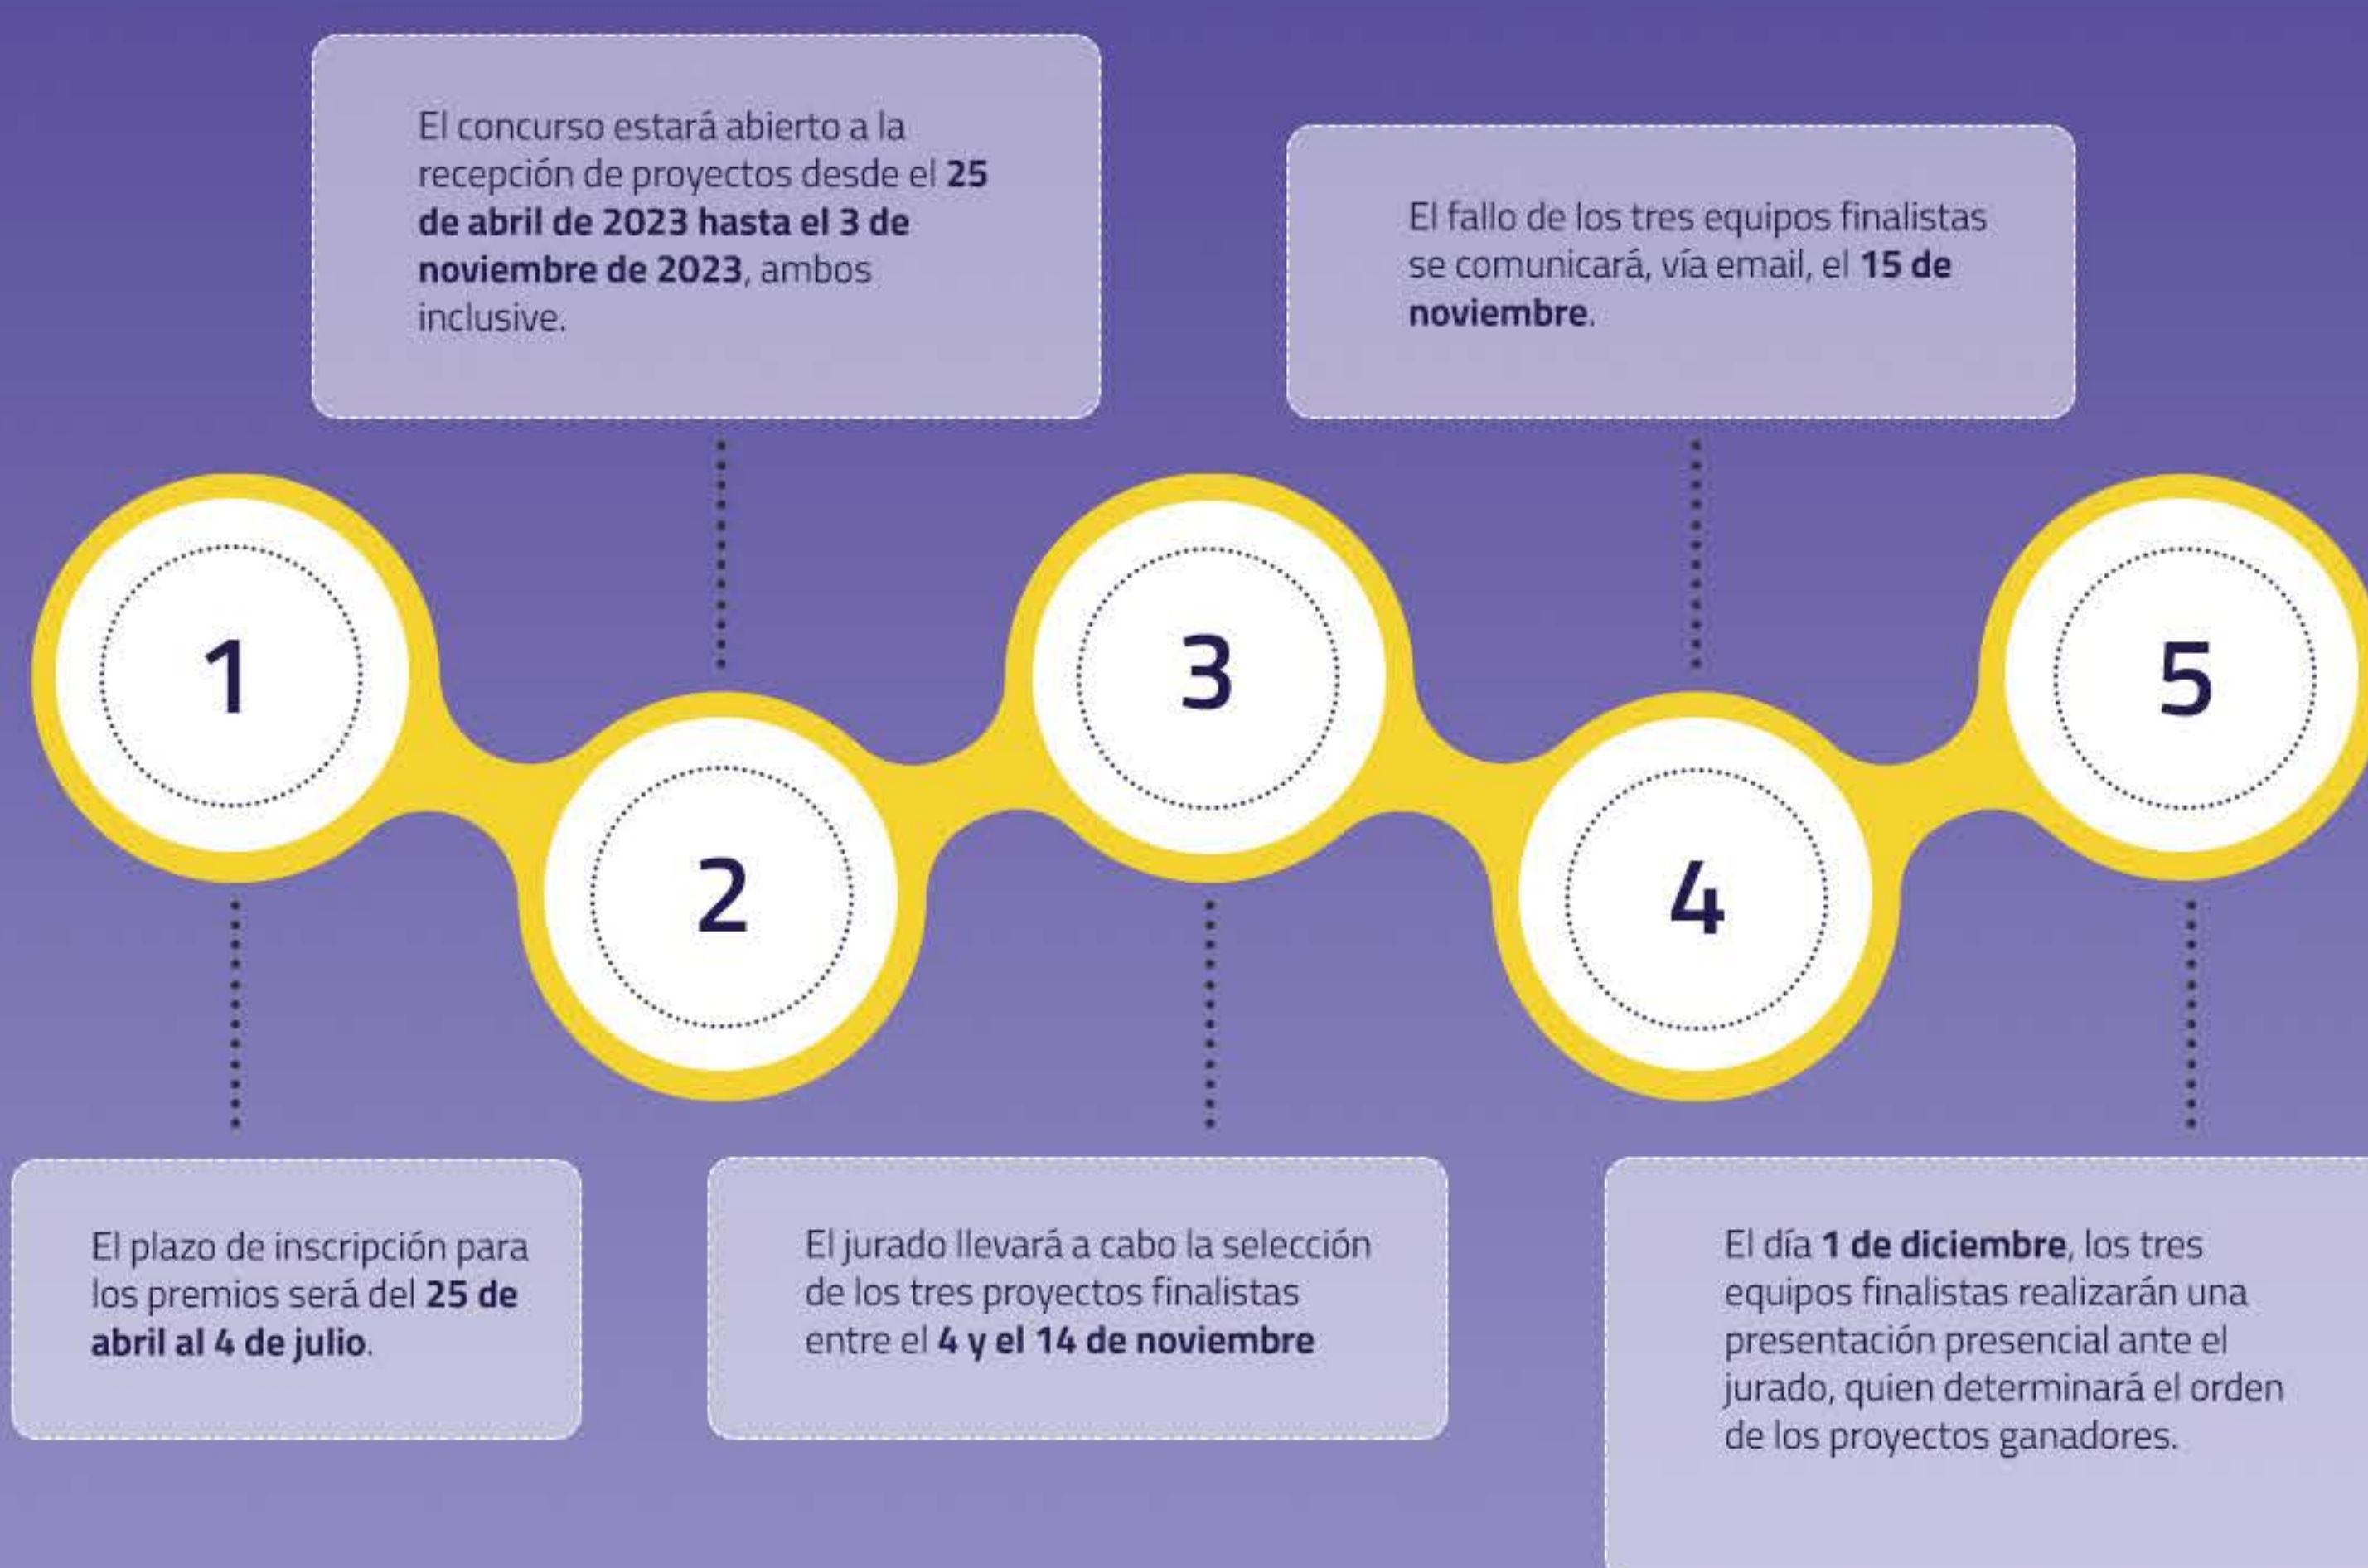 El concurso estará abierto a la
recepción de proyectos desde el 25
de abril de 2023 hasta el 3 de
noviembre de 2023, ambos
inclusive.
El fallo de los tres equipos finalistas
se comunicará, vía email, el 15 de
noviembre.
1
2
3
4
5
El plazo de inscripción para
los premios será del 25 de
abril al 4 de julio.
El jurado llevará a cabo la selección
de los tres proyectos finalistas
entre el 4 y el 14 de noviembre
El día 1 de diciembre, los tres
equipos finalistas realizarán una
presentación presencial ante el
jurado, quien determinará el orden
de los proyectos ganadores.